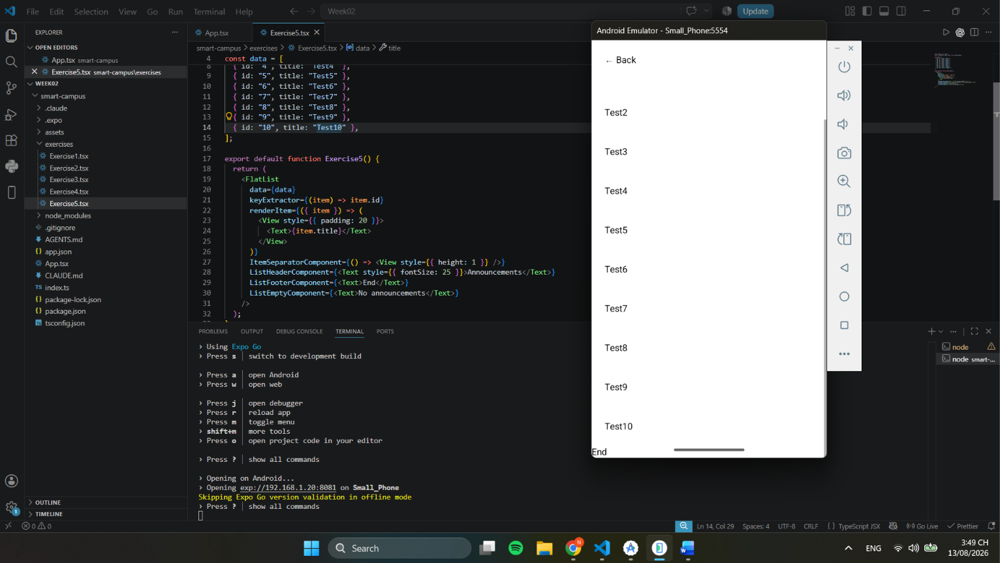 File Edit Selection View Go Run Terminal Help
Week02
Update
EXPLORER
OPEN EDITORS
App.tsx smart-campus
Exercise5.tsx smart-campus\exercises
WEEK02
smart-campus
.claude
.expo
assets
exercises
Exercise1.tsx
Exercise2.tsx
Exercise3.tsx
Exercise4.tsx
Exercise5.tsx
node_modules
.gitignore
AGENTS.md
app.json
App.tsx
CLAUDE.md
TS index.ts
package-lock.json
package.json
tsconfig.json
OUTLINE
TIMELINE
App.tsx
Exercise5.tsx
smart-campus > exercises > Exercise5.tsx > data > title
4 const data = [
8 { id: "4", title: "Test4" },
9 { id: "5", title: "Test5" },
10 { id: "6", title: "Test6" },
11 { id: "7", title: "Test7" },
12 { id: "8", title: "Test8" },
13 { id: "9", title: "Test9" },
14 { id: "10", title: "Test10" },
15 ];
16
17 export default function Exercise5() {
18 return (
19 <FlatList
20 data={data}
21 keyExtractor={(item) => item.id}
22 renderItem={({ item }) => (
23 <View style={{ padding: 20 }}>
24 <Text>{item.title}</Text>
25 </View>
26 )}
27 ItemSeparatorComponent={() => <View style={{ height: 1 }} />}
28 ListHeaderComponent={<Text style={{ fontSize: 25 }}>Announcements</Text>}
29 ListFooterComponent={<Text>End</Text>}
30 ListEmptyComponent={<Text>No announcements</Text>}
31 />
32 );
PROBLEMS OUTPUT DEBUG CONSOLE TERMINAL PORTS
› Using Expo Go
› Press s │ switch to development build
› Press a │ open Android
› Press w │ open web
› Press j │ open debugger
› Press r │ reload app
› Press m │ toggle menu
› shift+m │ more tools
› Press o │ open project code in your editor
› Press ? │ show all commands
› Opening on Android...
› Opening exp://192.168.1.20:8081 on Small_Phone
Skipping Expo Go version validation in offline mode
› Press ? │ show all commands
node
node smart-...
Android Emulator - Small_Phone:5554
← Back
Test2
Test3
Test4
Test5
Test6
Test7
Test8
Test9
Test10
End
0 0
Ln 14, Col 29 Spaces: 4 UTF-8 CRLF { } TypeScript JSX Go Live Prettier
1
Search
N
ENG
3:49 CH
13/08/2026